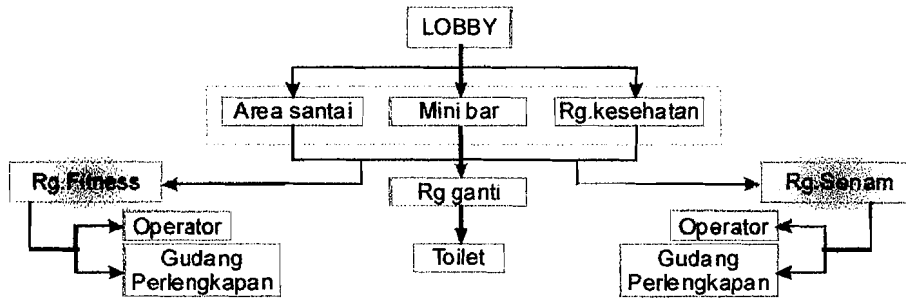 LOBBY
Area santai
Mini bar
Rg.kesehatan
Rg.Fitness
Rg ganti
Rg.Senam
Operator
Operator
Gudang
Perlengkapan
Toilet
Gudang
Perlengkapan